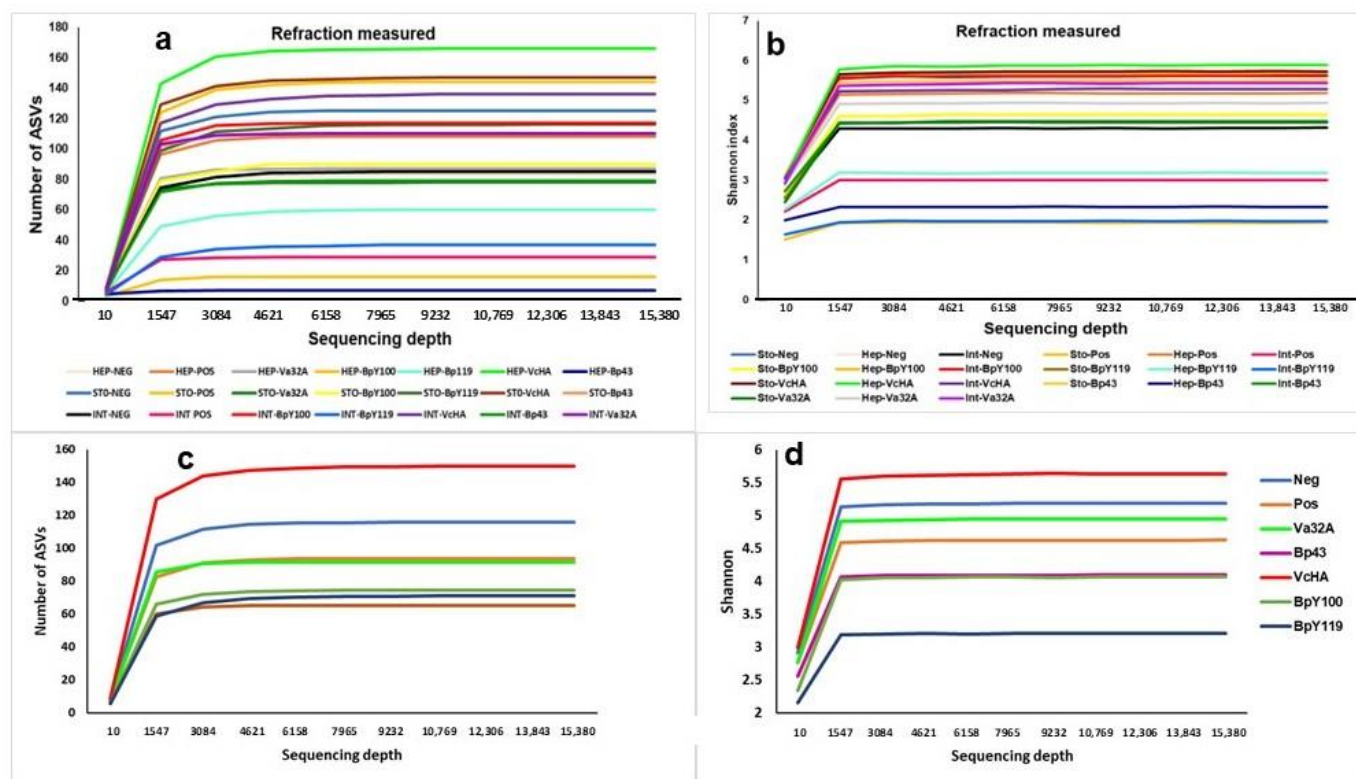 a
Refraction measured
Number of ASVs
180
160
140
120
100
80
60
40
20
0
10 1547 3084 4621 6158 7965 9232 10,769 12,306 13,843 15,380
Sequencing depth
HEP-NEG HEP-POS HEP-Va32A HEP-BpY100 HEP-Bp119 HEP-VcHA HEP-Bp43
ST0-NEG STO-POS STO-Va32A STO-BpY100 STO-BpY119 ST0-VcHA STO-Bp43
INT-NEG INT POS INT-BpY100 INT-BpY119 INT-VcHA INT-Bp43 INT-Va32A
b
Refraction measured
Shannon index
7
6
5
4
3
2
1
0
10 1547 3084 4621 6158 7965 9232 10,769 12,306 13,843 15,380
Sequencing depth
Sto-Neg Hep-Neg Int-Neg Sto-Pos Hep-Pos Int-Pos
Sto-BpY100 Hep-BpY100 Int-BpY100 Sto-BpY119 Hep-BpY119 Int-BpY119
Sto-VcHA Hep-VcHA Int-VcHA Sto-Bp43 Hep-Bp43 Int-Bp43
Sto-Va32A Hep-Va32A Int-Va32A
c
Number of ASVs
160
140
120
100
80
60
40
20
0
10 1547 3084 4621 6158 7965 9232 10,769 12,306 13,843 15,380
Sequencing depth
d
Shannon
6
5.5
5
4.5
4
3.5
3
2.5
2
10 1547 3084 4621 6158 7965 9232 10,769 12,306 13,843 15,380
Sequencing depth
Neg
Pos
Va32A
Bp43
VcHA
BpY100
BpY119